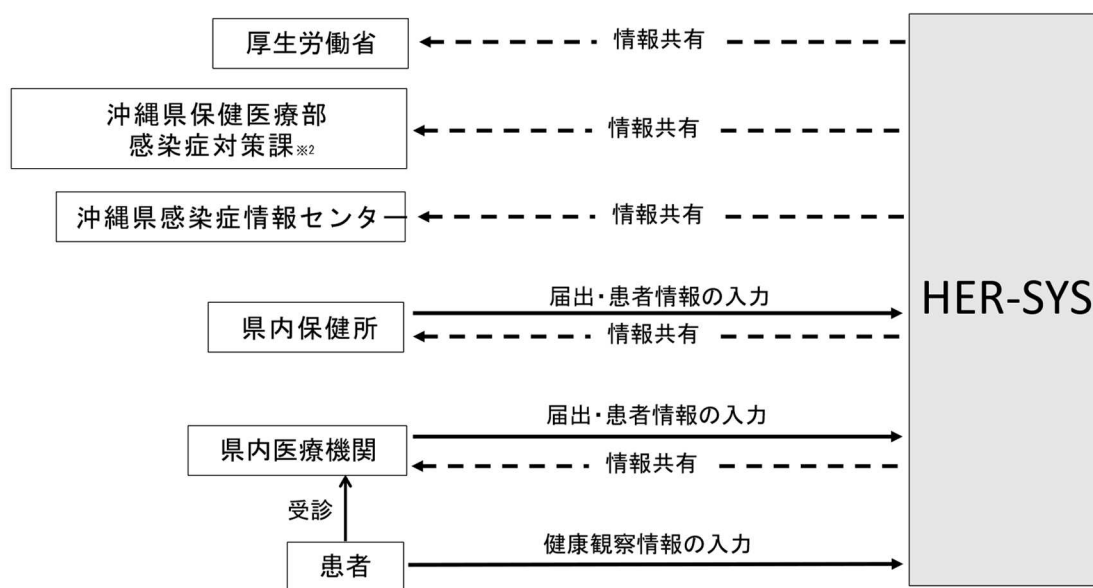 厚生労働省
情報共有
沖縄県保健医療部
感染症対策課※2
情報共有
沖縄県感染症情報センター
情報共有
HER-SYS
届出・患者情報の入力
県内保健所
情報共有
届出・患者情報の入力
県内医療機関
情報共有
受診
健康観察情報の入力
患者